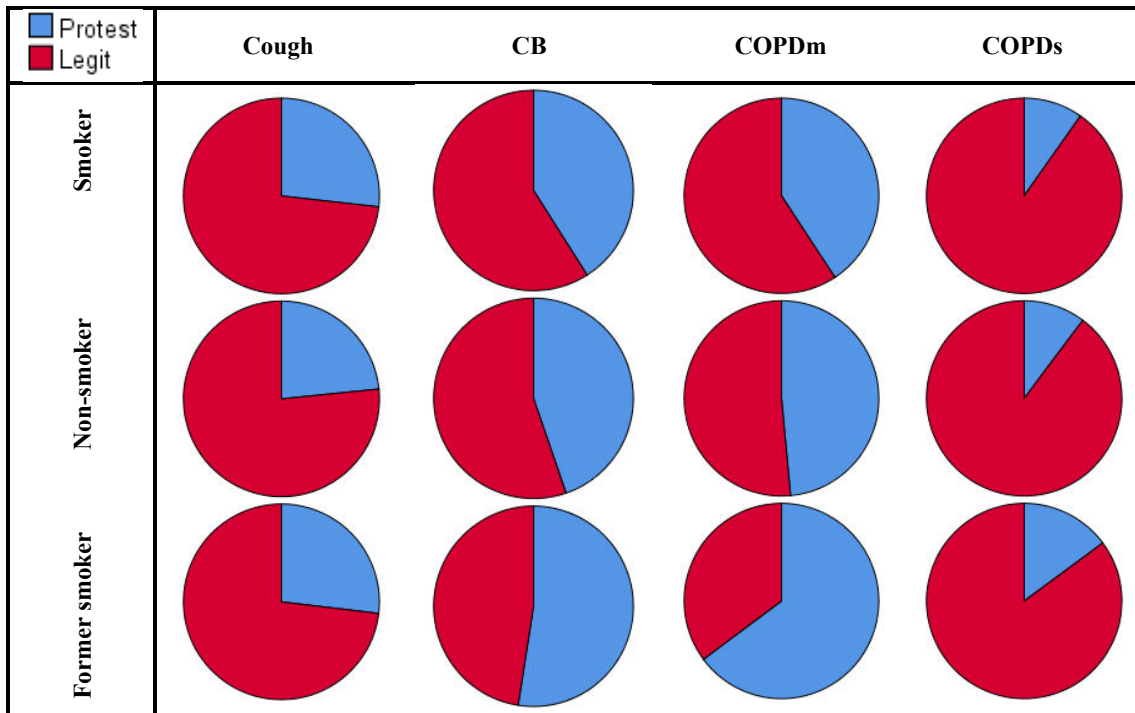 Protest
Legit
Cough
CB
COPDm
COPDs
Smoker
Non-smoker
Former smoker